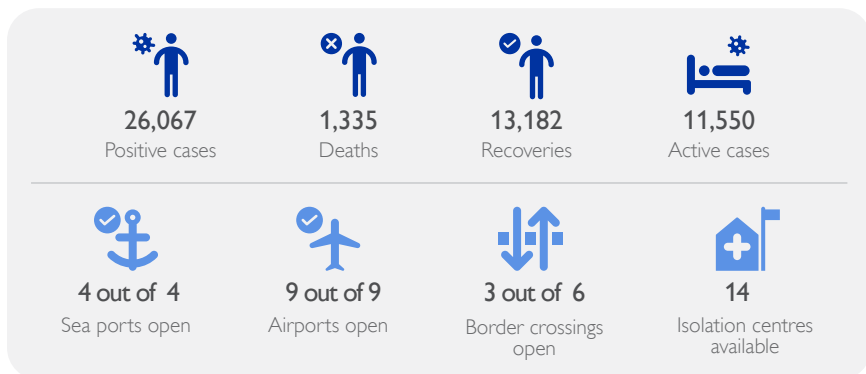 26,067 1,335 13,182 11,550
Positive cases Deaths Recoveries Active cases
4 out of 4 9 out of 9 3 out of 6 14
Sea ports open Airports open Border crossings open Isolation centres available